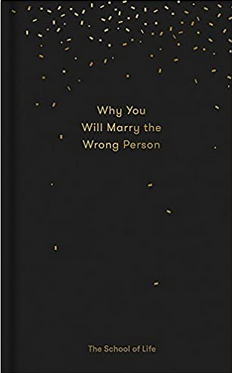 Why You
Will Marry the
Wrong Person
The School of Life